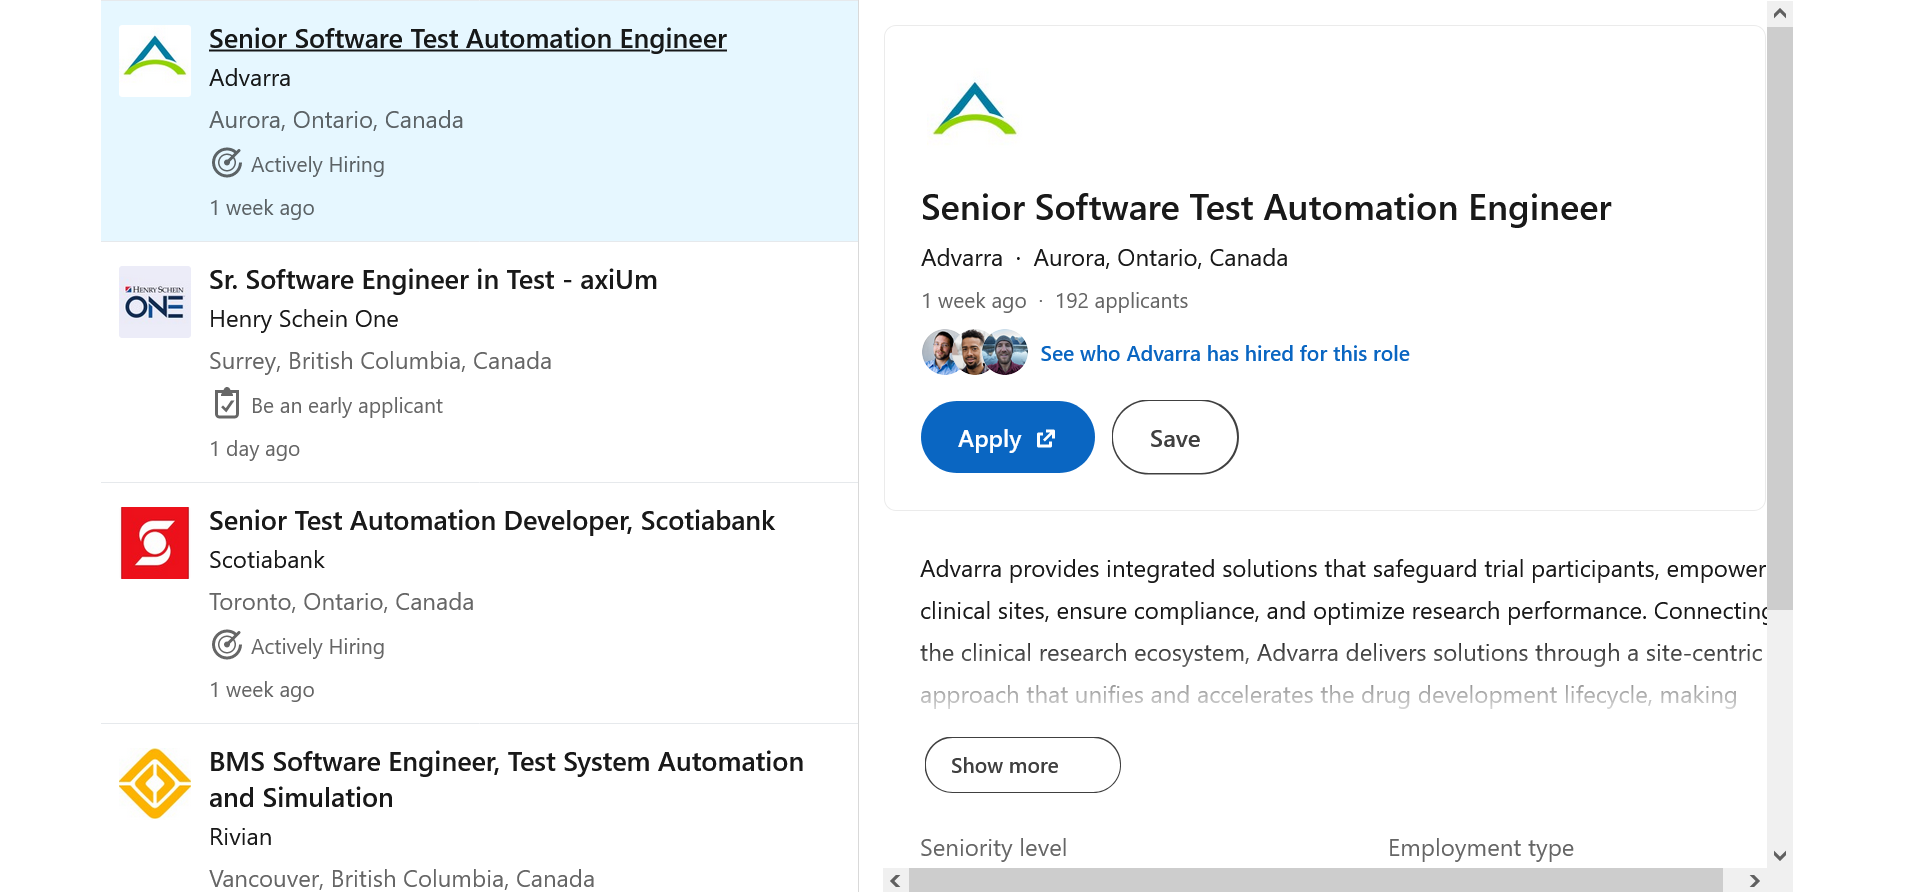 Senior Software Test Automation Engineer
Advarra
Aurora, Ontario, Canada
Actively Hiring
1 week ago
HENRY SCHEIN
ONE
Sr. Software Engineer in Test - axiUm
Henry Schein One
Surrey, British Columbia, Canada
Be an early applicant
1 day ago
Senior Test Automation Developer, Scotiabank
Scotiabank
Toronto, Ontario, Canada
Actively Hiring
1 week ago
BMS Software Engineer, Test System Automation
and Simulation
Rivian
Vancouver, British Columbia, Canada
Senior Software Test Automation Engineer
Advarra · Aurora, Ontario, Canada
1 week ago · 192 applicants
See who Advarra has hired for this role
Apply
Save
Advarra provides integrated solutions that safeguard trial participants, empower
clinical sites, ensure compliance, and optimize research performance. Connecting
the clinical research ecosystem, Advarra delivers solutions through a site-centric
approach that unifies and accelerates the drug development lifecycle, making
Show more
Seniority level
Employment type